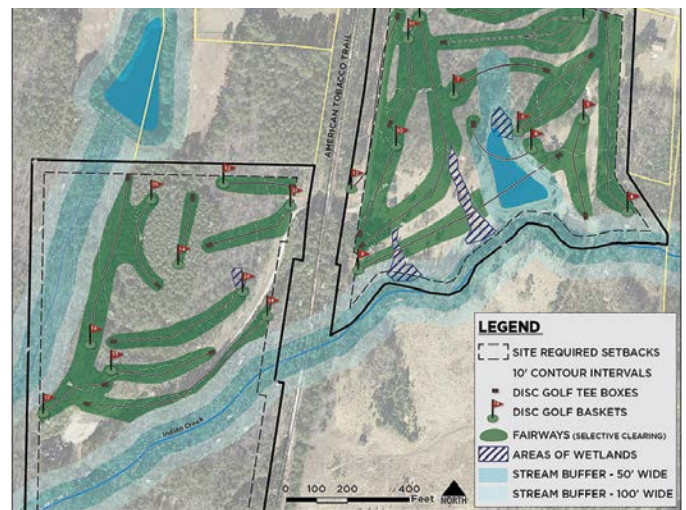 AMERICAN TOBACCO TRAIL
Indian Creek
LEGEND
SITE REQUIRED SETBACKS
10' CONTOUR INTERVALS
DISC GOLF TEE BOXES
DISC GOLF BASKETS
FAIRWAYS (SELECTIVE CLEARING)
AREAS OF WETLANDS
STREAM BUFFER - 50' WIDE
STREAM BUFFER - 100' WIDE
0 100 200 400
Feet
NORTH